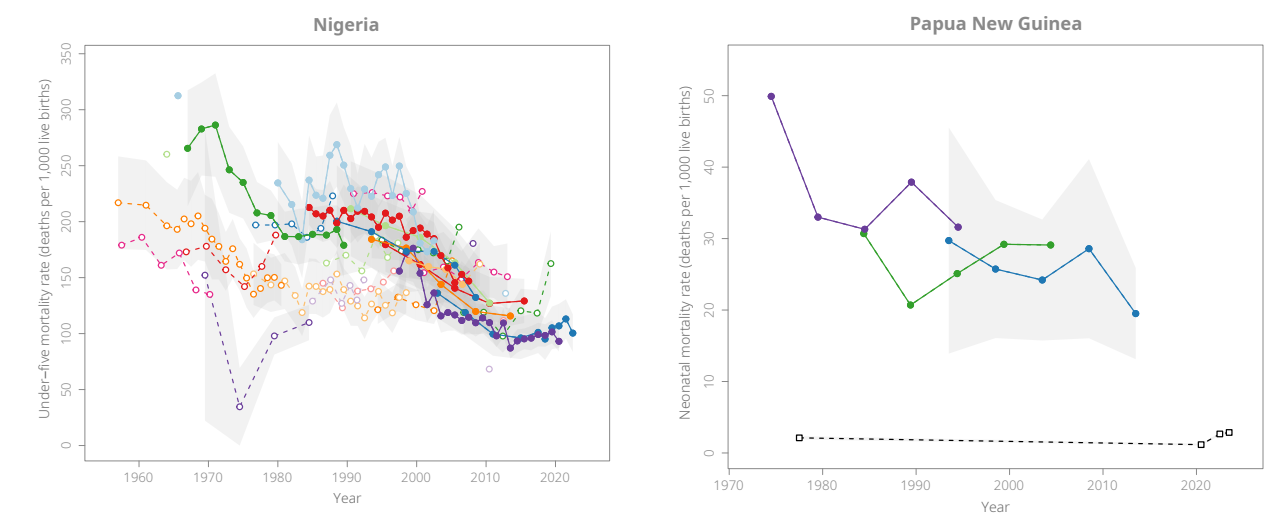 Nigeria
Under−five mortality rate (deaths per 1,000 live births)
350
300
250
200
150
100
50
0
1960 1970 1980 1990 2000 2010 2020
Year
Papua New Guinea
Neonatal mortality rate (deaths per 1,000 live births)
50
40
30
20
10
0
1970 1980 1990 2000 2010 2020
Year